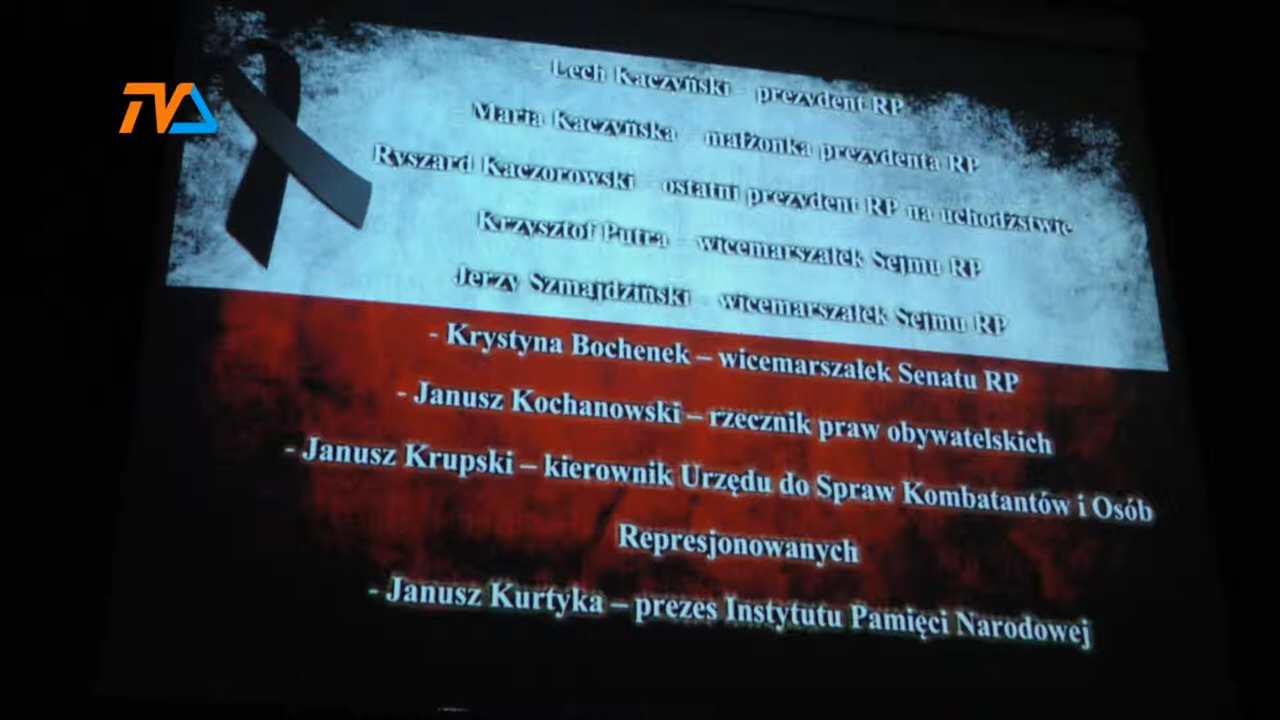 TVA
- Lech Kaczyński – prezydent RP
Maria Kaczyńska – małżonka prezydenta RP
Ryszard Kaczorowski – ostatni prezydent RP na uchodźstwie
Krzysztof Putra – wicemarszałek Sejmu RP
Jerzy Szmajdziński – wicemarszałek Sejmu RP
- Krystyna Bochenek – wicemarszałek Senatu RP
- Janusz Kochanowski – rzecznik praw obywatelskich
- Janusz Krupski – kierownik Urzędu do Spraw Kombatantów i Osób
Represjonowanych
- Janusz Kurtyka – prezes Instytutu Pamięci Narodowej